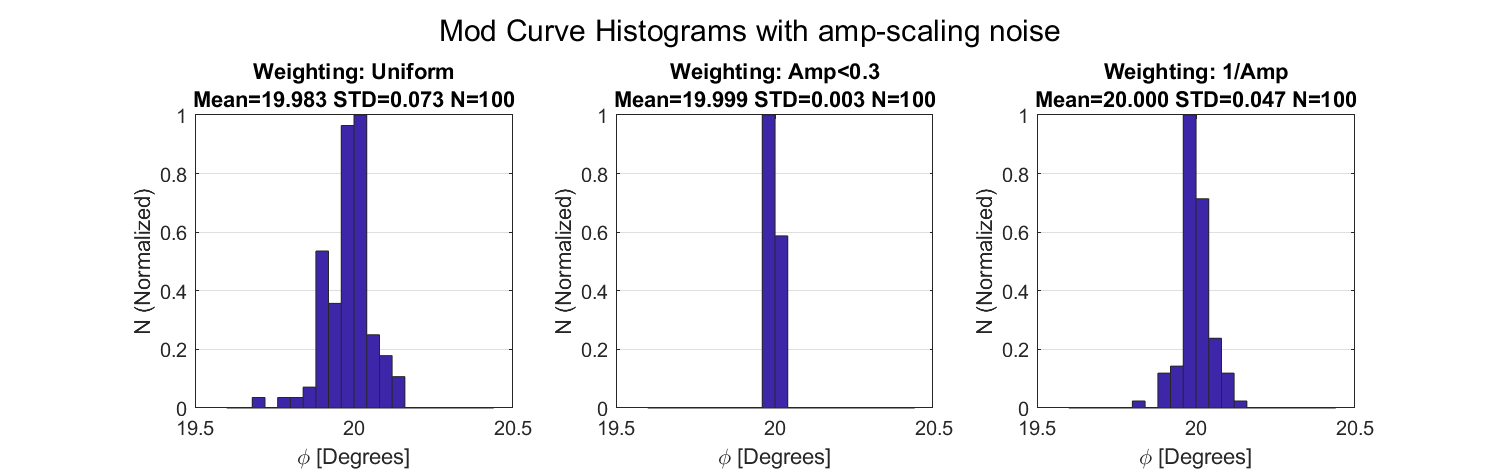 Mod Curve Histograms with amp-scaling noise
Weighting: Uniform
Mean=19.983 STD=0.073 N=100
1
0.8
0.6
0.4
0.2
0
N (Normalized)
19.5
20
20.5
ϕ [Degrees]
Weighting: Amp<0.3
Mean=19.999 STD=0.003 N=100
1
0.8
0.6
0.4
0.2
0
N (Normalized)
19.5
20
20.5
ϕ [Degrees]
Weighting: 1/Amp
Mean=20.000 STD=0.047 N=100
1
0.8
0.6
0.4
0.2
0
N (Normalized)
19.5
20
20.5
ϕ [Degrees]